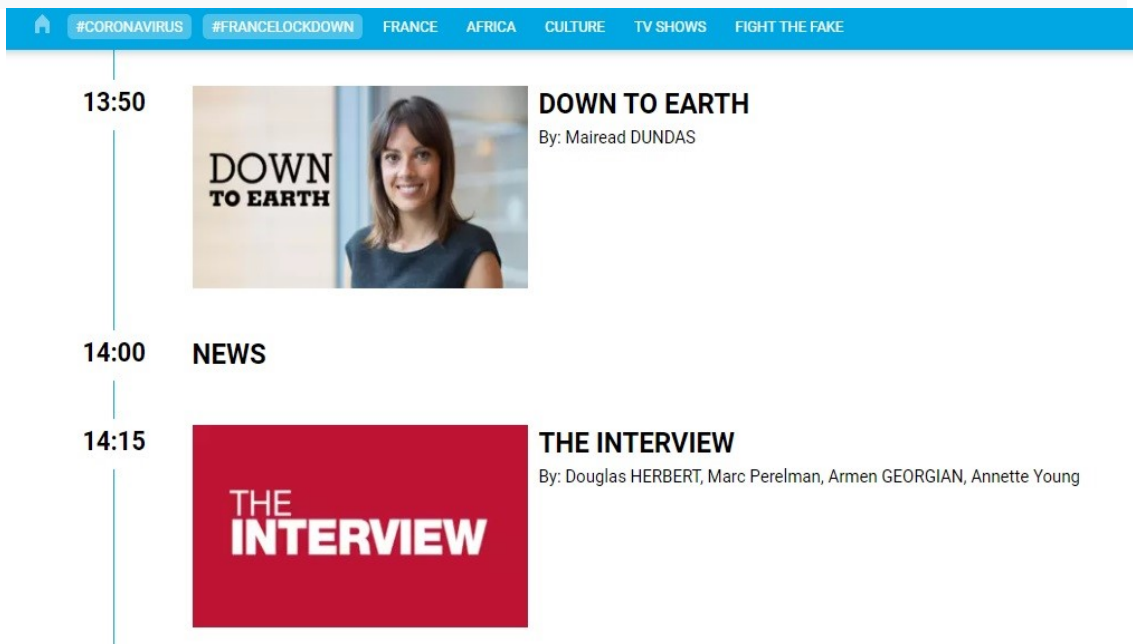 #CORONAVIRUS #FRANCELOCKDOWN FRANCE AFRICA CULTURE TV SHOWS FIGHT THE FAKE
13:50
DOWN
TO EARTH
DOWN TO EARTH
By: Mairead DUNDAS
14:00 NEWS
14:15
THE
INTERVIEW
THE INTERVIEW
By: Douglas HERBERT, Marc Perelman, Armen GEORGIAN, Annette Young